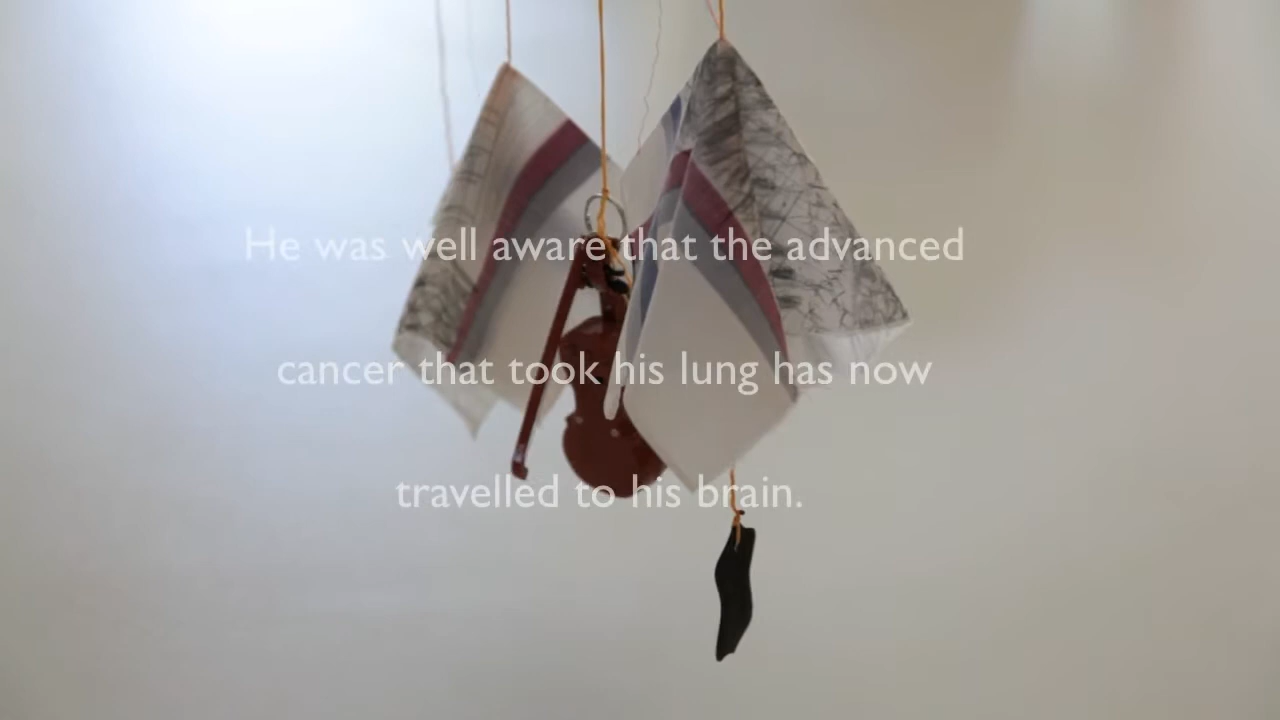 He was well aware that the advanced
cancer that took his lung has now
travelled to his brain.